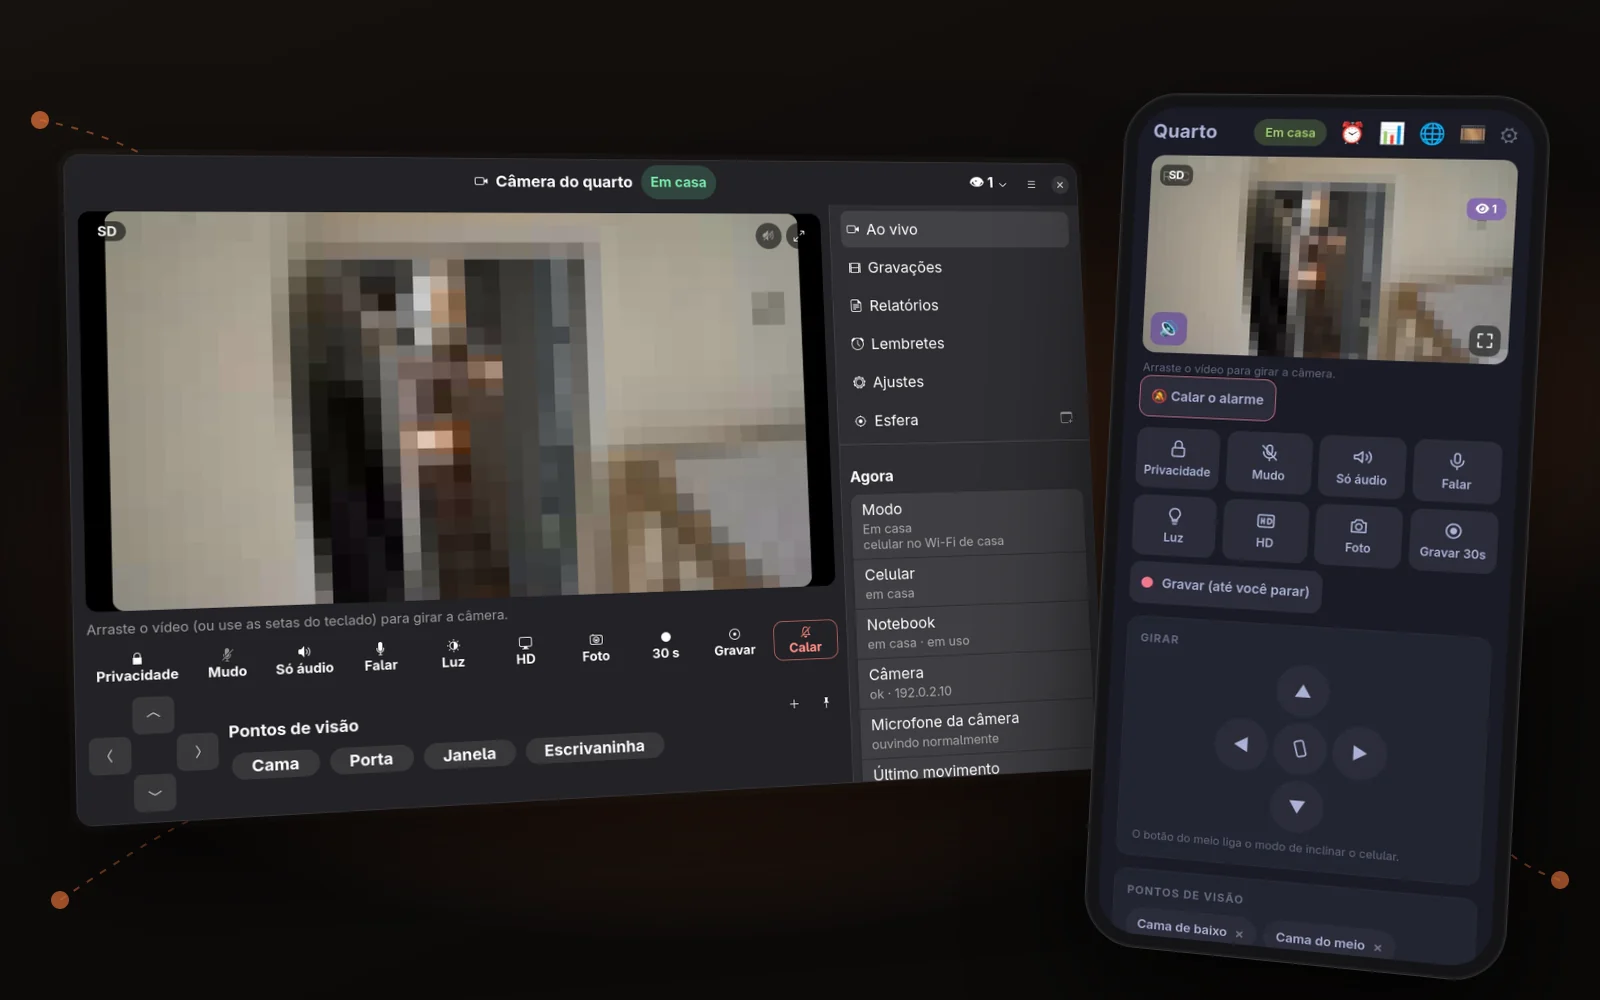 Câmera do quarto
Em casa
1
SD
Arraste o vídeo (ou use as setas do teclado) para girar a câmera.
Privacidade
Mudo
Só áudio
Falar
Luz
HD
Foto
30 s
Gravar
Calar
Pontos de visão
Cama
Porta
Janela
Escrivaninha
Ao vivo
Gravações
Relatórios
Lembretes
Ajustes
Esfera
Agora
Modo
Em casa
celular no Wi-Fi de casa
Celular
em casa
Notebook
em casa · em uso
Câmera
ok · 192.0.2.10
Microfone da câmera
ouvindo normalmente
Último movimento
Quarto
Em casa
SD
1
Arraste o vídeo para girar a câmera.
Calar o alarme
Privacidade
Mudo
Só áudio
Falar
Luz
HD
Foto
Gravar 30s
Gravar (até você parar)
GIRAR
O botão do meio liga o modo de inclinar o celular.
PONTOS DE VISÃO
Cama de baixo ×
Cama do meio ×